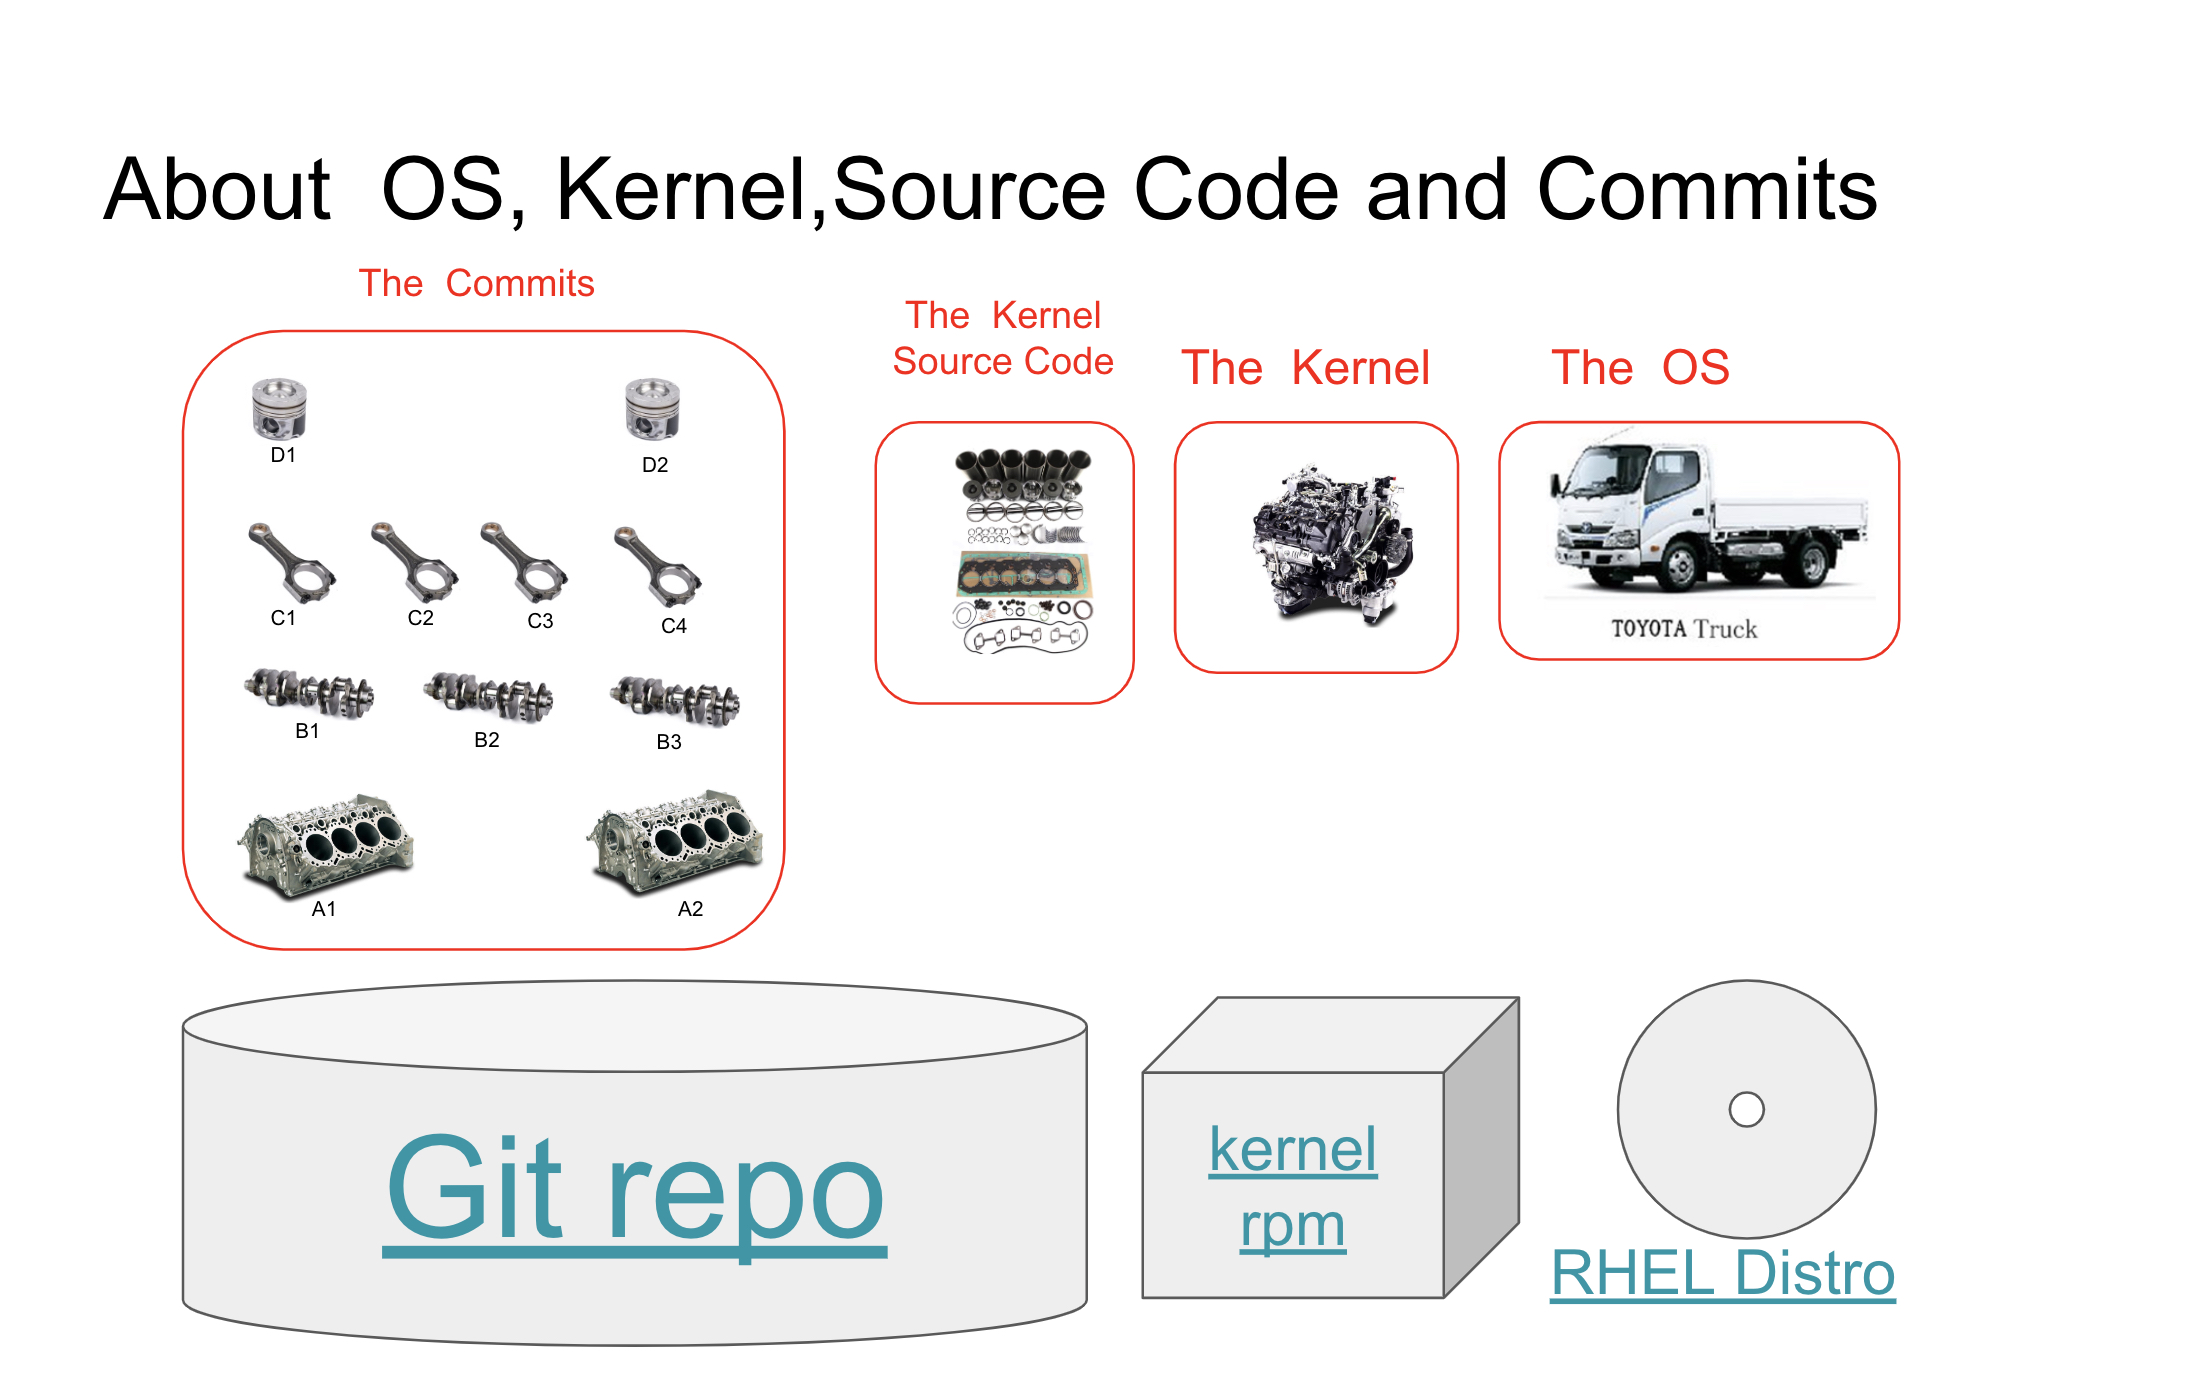 About  OS, Kernel,Source Code and Commits
The  Commits
The  Kernel
Source Code
The  Kernel
The  OS
D1
D2
C1
C2
C3
C4
B1
B2
B3
A1
A2
TOYOTA Truck
Git repo
kernel
rpm
RHEL Distro